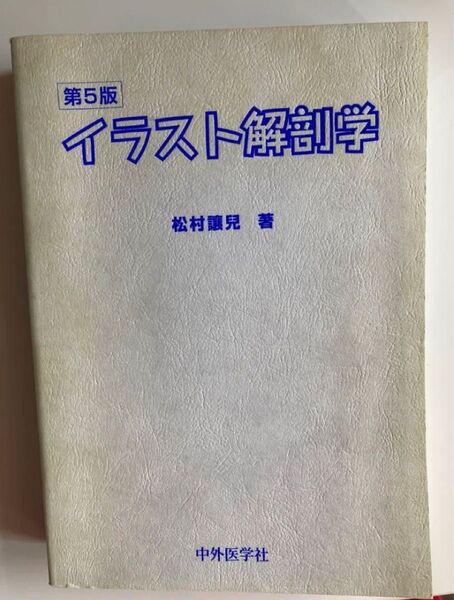 第5版
イラスト解剖学
松村讓兒 著
中外医学社